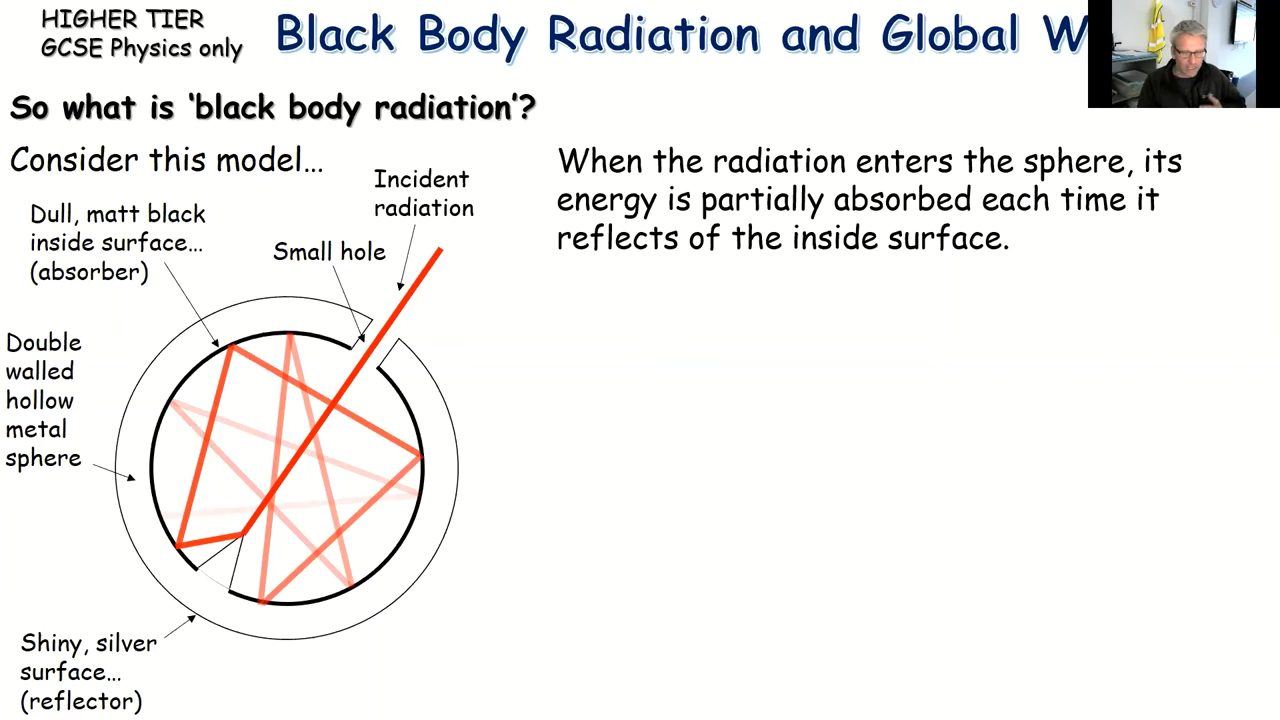 HIGHER TIER
GCSE Physics only
Black Body Radiation and Global W
So what is ‘black body radiation’?
Consider this model…
Incident
radiation
Dull, matt black
inside surface…
(absorber)
Small hole
Double
walled
hollow
metal
sphere
Shiny, silver
surface…
(reflector)
When the radiation enters the sphere, its
energy is partially absorbed each time it
reflects of the inside surface.